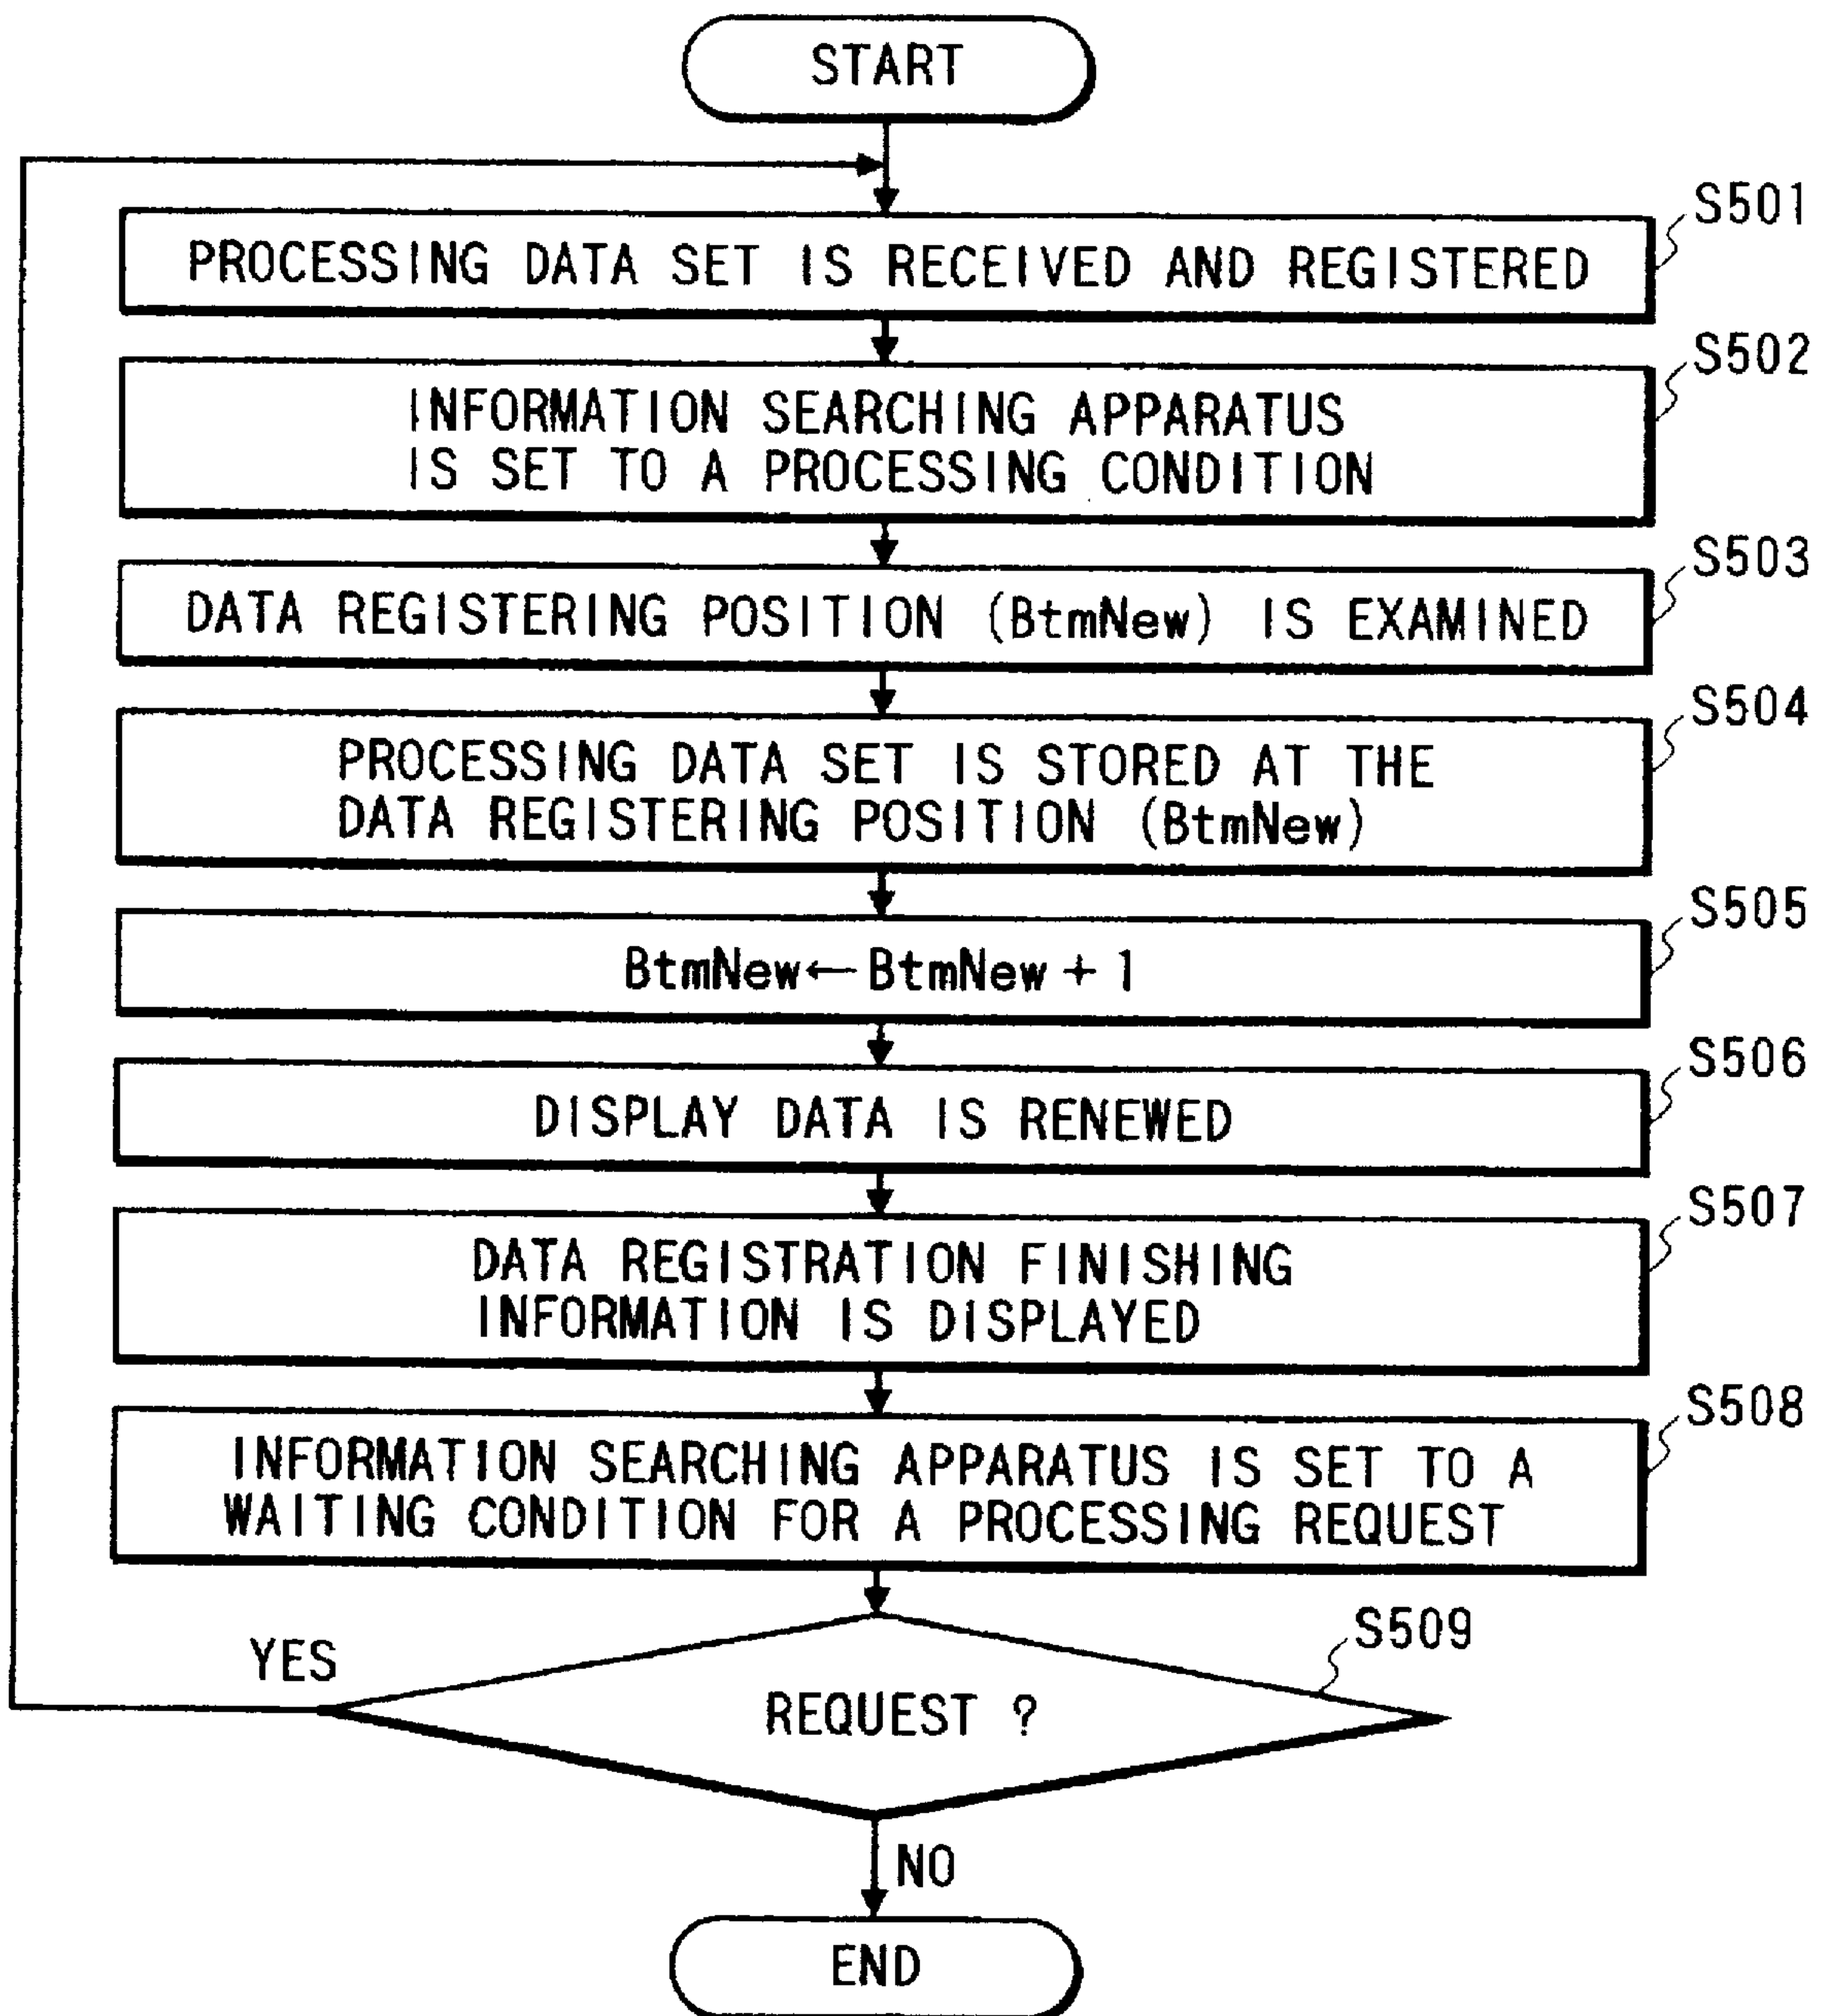 START
S501
PROCESSING DATA SET IS RECEIVED AND REGISTERED
S502
INFORMATION SEARCHING APPARATUS
IS SET TO A PROCESSING CONDITION
S503
DATA REGISTERING POSITION (BtmNew) IS EXAMINED
S504
PROCESSING DATA SET IS STORED AT THE
DATA REGISTERING POSITION (BtmNew)
S505
BtmNew ← BtmNew + 1
S506
DISPLAY DATA IS RENEWED
S507
DATA REGISTRATION FINISHING
INFORMATION IS DISPLAYED
S508
INFORMATION SEARCHING APPARATUS IS SET TO A
WAITING CONDITION FOR A PROCESSING REQUEST
S509
YES
REQUEST ?
NO
END